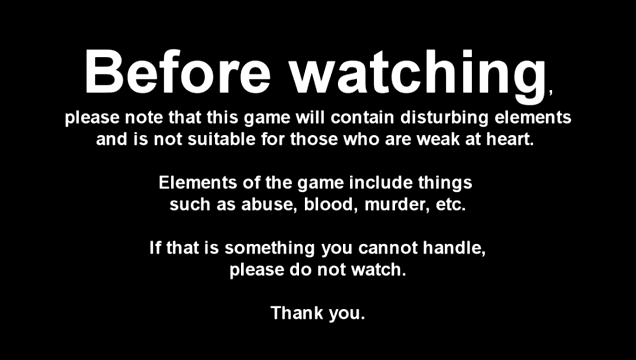 Before watching,
please note that this game will contain disturbing elements
and is not suitable for those who are weak at heart.
Elements of the game include things
such as abuse, blood, murder, etc.
If that is something you cannot handle,
please do not watch.
Thank you.